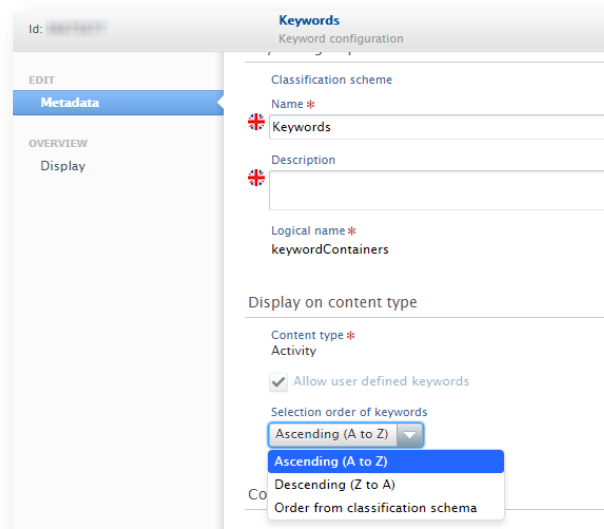 Id:
Keywords
Keyword configuration
EDIT
Metadata
OVERVIEW
Display
Classification scheme
Name *
Keywords
Description
Logical name *
keywordContainers
Display on content type
Content type *
Activity
Allow user defined keywords
Selection order of keywords
Ascending (A to Z)
Ascending (A to Z)
Descending (Z to A)
Order from classification schema